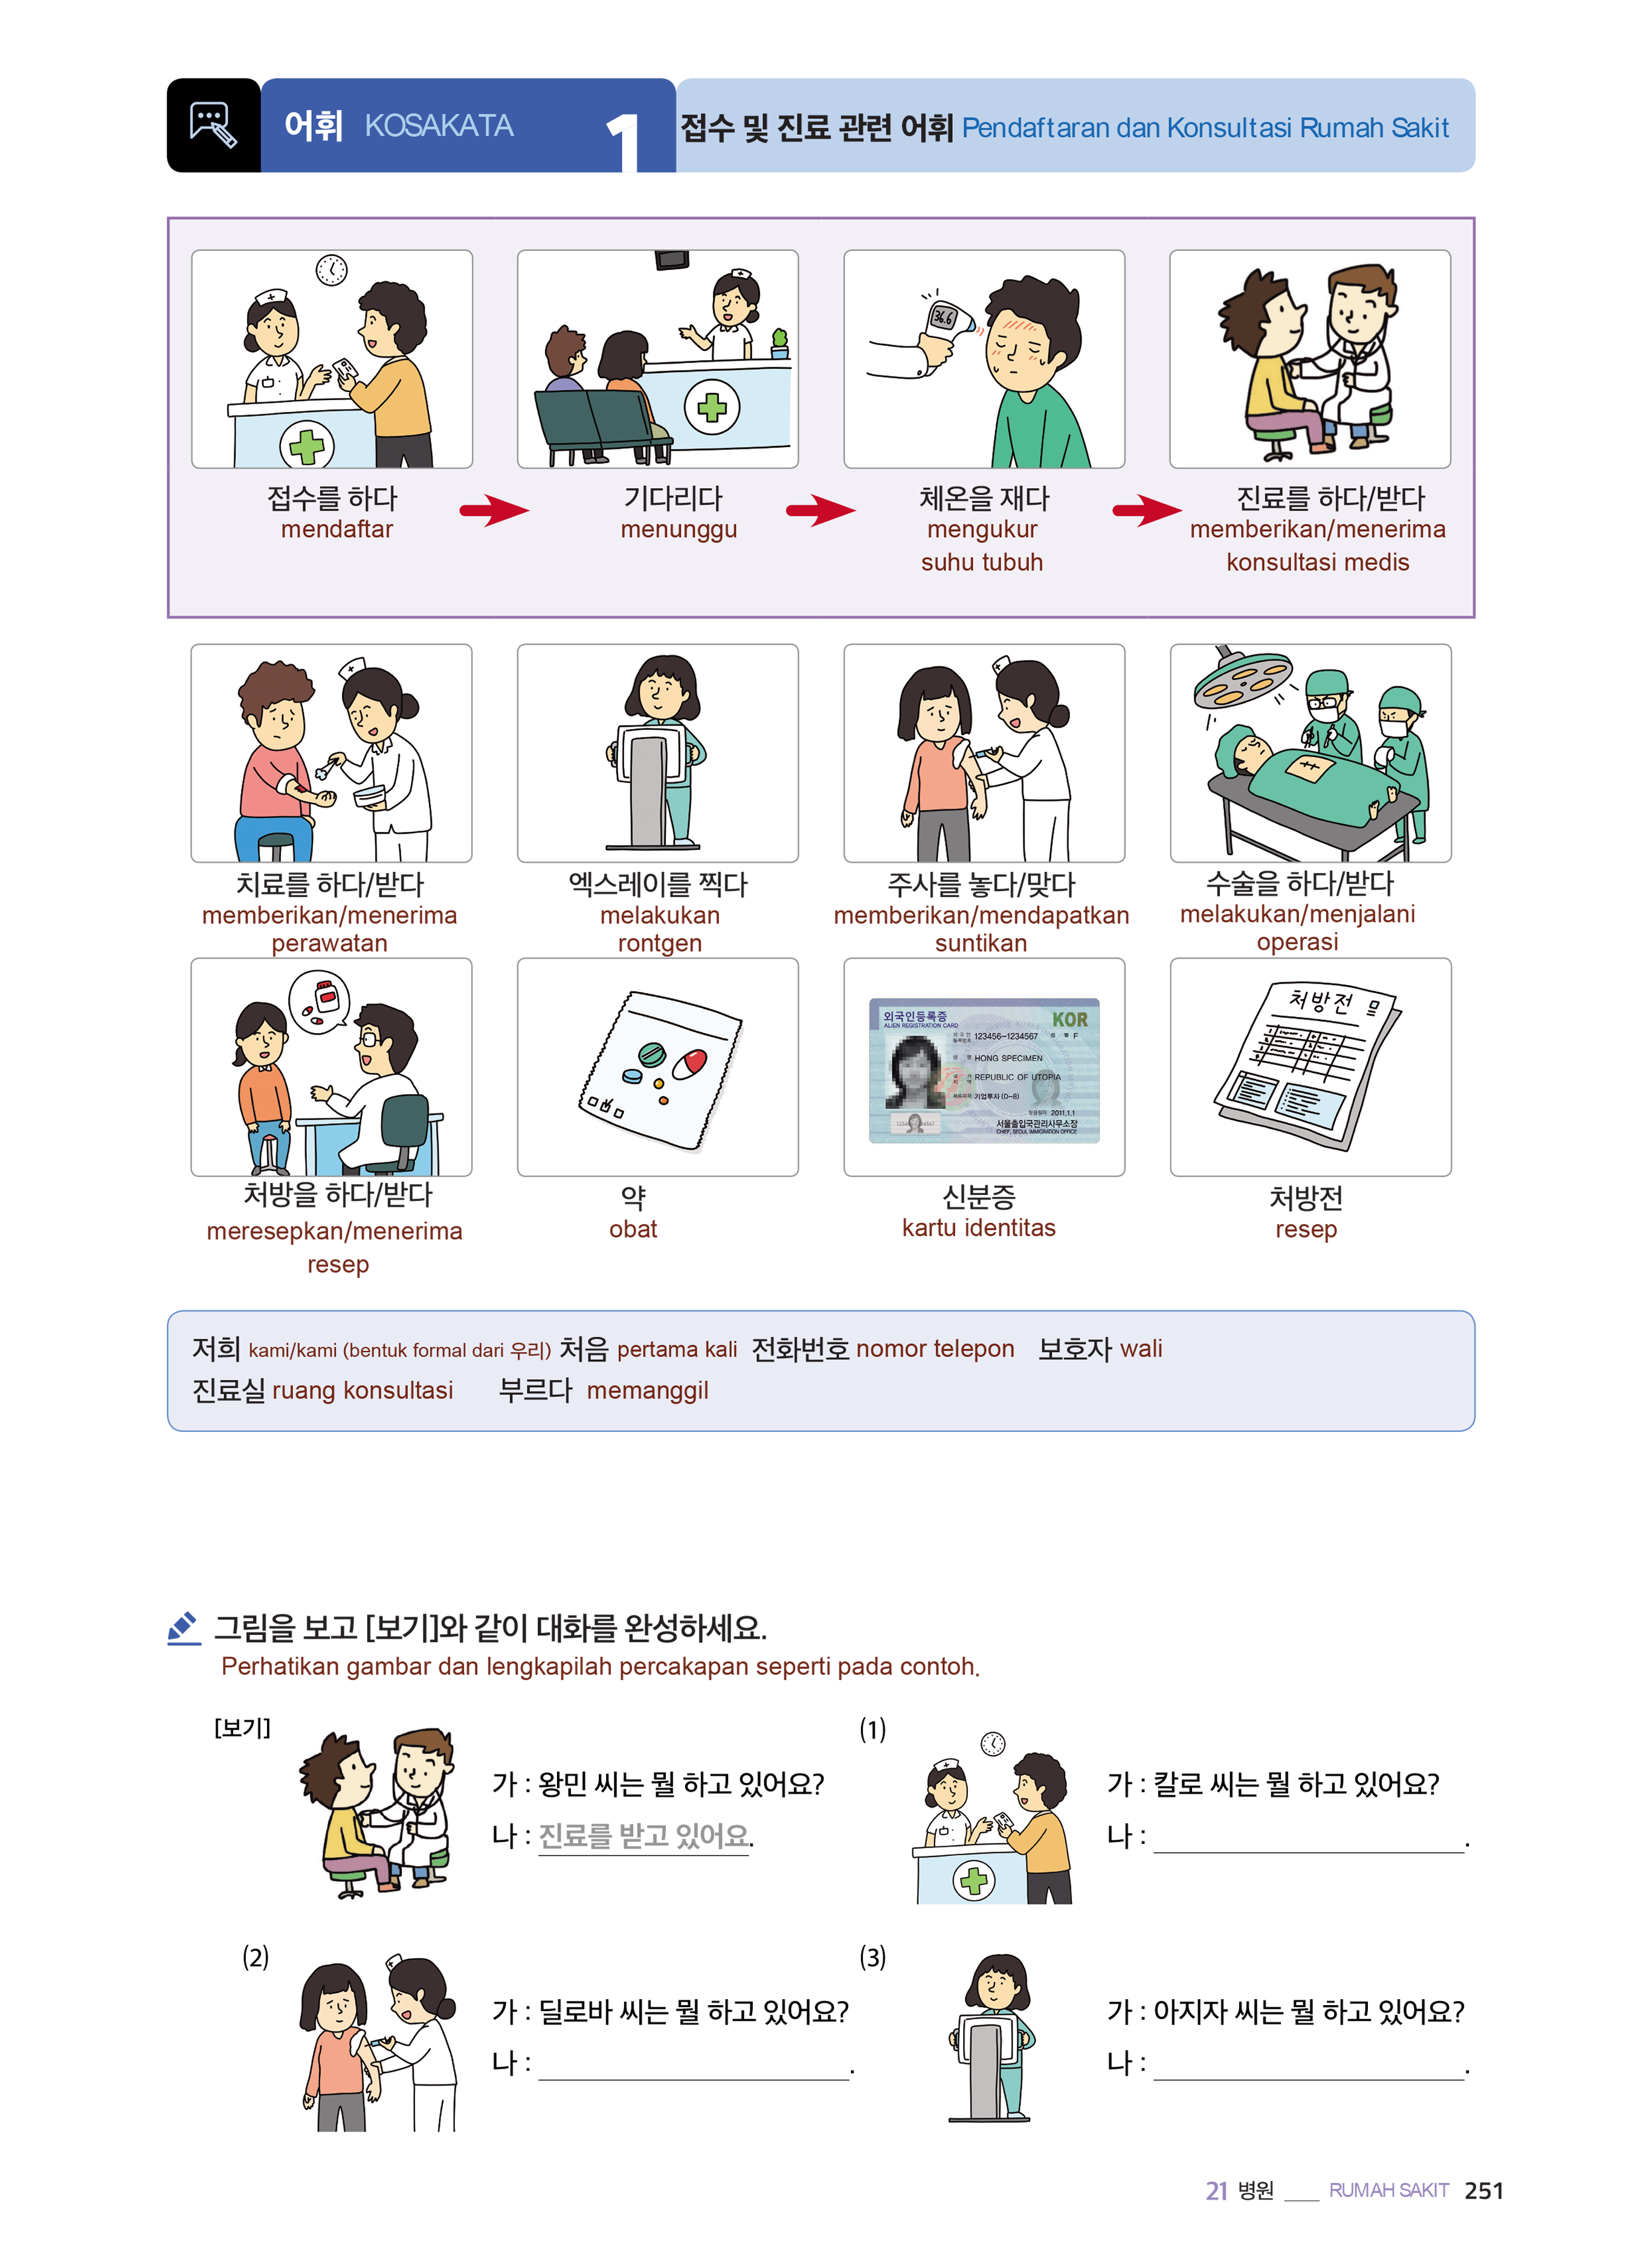 어휘 KOSAKATA 1 접수 및 진료 관련 어휘 Pendaftaran dan Konsultasi Rumah Sakit
36.6
접수를 하다 기다리다 체온을 재다 진료를 하다/받다
mendaftar menunggu mengukur memberikan/menerima
suhu tubuh konsultasi medis
치료를 하다/받다 엑스레이를 찍다 주사를 놓다/맞다 수술을 하다/받다
memberikan/menerima melakukan memberikan/mendapatkan melakukan/menjalani
perawatan rontgen suntikan operasi
외국인등록증 KOR
ALIEN REGISTRATION CARD
123456-1234567 F
HONG SPECIMEN
REPUBLIC OF UTOPIA
기업투자 (D-8)
2011.1.1
서울출입국관리사무소장
CHIEF, SEOUL IMMIGRATION OFFICE
처방전
처방을 하다/받다 약 신분증 처방전
meresepkan/menerima obat kartu identitas resep
resep
저희 kami/kami (bentuk formal dari 우리) 처음 pertama kali 전화번호 nomor telepon 보호자 wali
진료실 ruang konsultasi 부르다 memanggil
그림을 보고 [보기]와 같이 대화를 완성하세요.
Perhatikan gambar dan lengkapilah percakapan seperti pada contoh.
[보기]
가 : 왕민 씨는 뭘 하고 있어요?
나 : 진료를 받고 있어요.
(1)
가 : 칼로 씨는 뭘 하고 있어요?
나 : .
(2)
가 : 딜로바 씨는 뭘 하고 있어요?
나 : .
(3)
가 : 아지자 씨는 뭘 하고 있어요?
나 : .
21 병원 RUMAH SAKIT 251